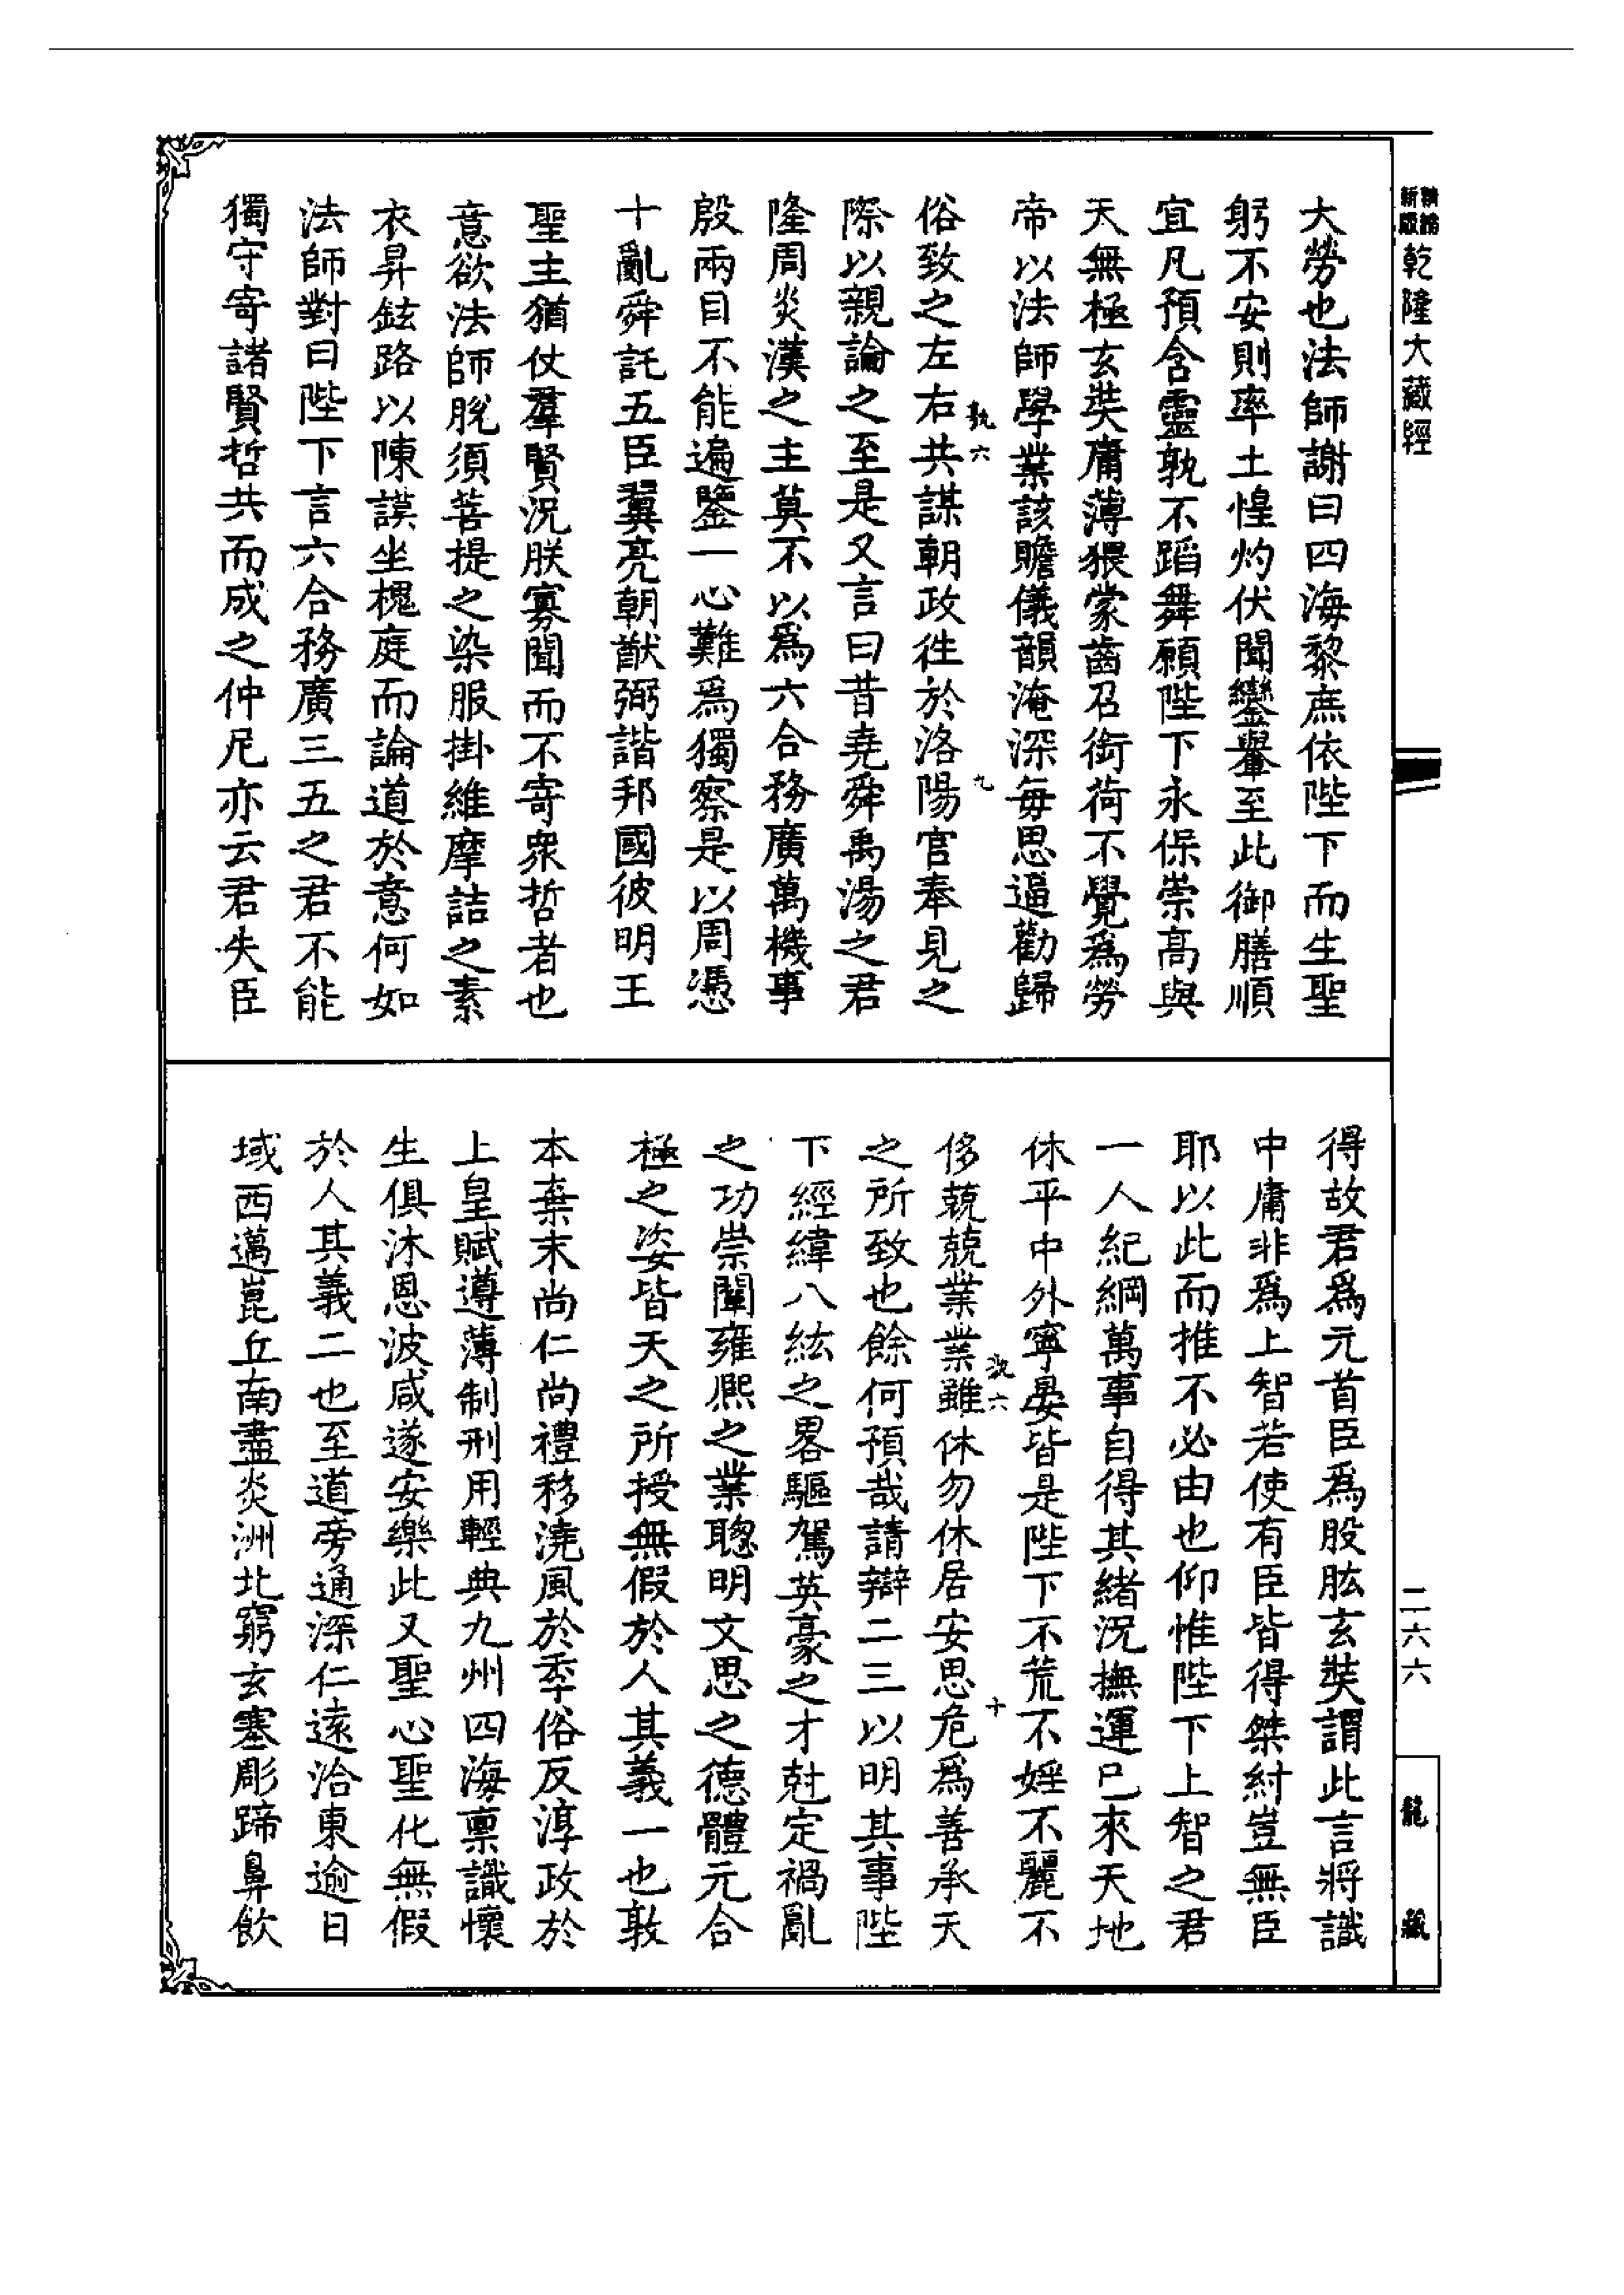 精諳新版
乾隆大藏經
大勞也法師謝曰四海黎庶依陛下而生聖
躬不安則率土惶灼伏聞鑾轝至此御膳順
宜凡預含靈孰不蹈舞願陛下永保崇高與
天無極玄奘庸薄猥蒙齒召銜荷不覺爲勞
帝以法師學業該贍儀韻淹深每思逼勸歸
俗致之左右共謀朝政徃於洛陽宮奉見之
孰六
九
際以親論之至是又言曰昔堯舜禹湯之君
隆周炎漢之主莫不以爲六合務廣萬機事
殷兩目不能遍鑒一心難爲獨察是以周憑
十亂舜託五臣翼亮朝猷弼諧邦國彼明王
聖主猶仗羣賢況朕寡聞而不寄衆哲者也
意欲法師脫須菩提之染服掛維摩詰之素
衣昇鉉路以陳謨坐槐庭而論道於意何如
法師對曰陛下言六合務廣三五之君不能
獨守寄諸賢哲共而成之仲尼亦云君失臣
得故君爲元首臣爲股肱玄奘謂此言將識
中庸非爲上智若使有臣皆得桀紂豈無臣
耶以此而推不必由也仰惟陛下上智之君
一人紀綱萬事自得其緒況撫運已來天地
休平中外寧晏皆是陛下不荒不婬不麗不
侈兢兢業業雖休勿休居安思危爲善承天
孰六
十
之所致也餘何預哉請辯二三以明其事陛
下經緯八紘之畧驅駕英豪之才尅定禍亂
之功崇闡雍熙之業聰明文思之德體元合
極之姿皆天之所授無假於人其義一也敦
本棄末尚仁尚禮移澆風於季俗反淳政於
上皇賦遵薄制刑用輕典九州四海稟識懷
生俱沐恩波咸遂安樂此又聖心聖化無假
於人其義二也至道旁通深仁遠洽東逾日
域西邁崑丘南盡炎洲北窮玄塞彫蹄鼻飲
二六六
龍藏